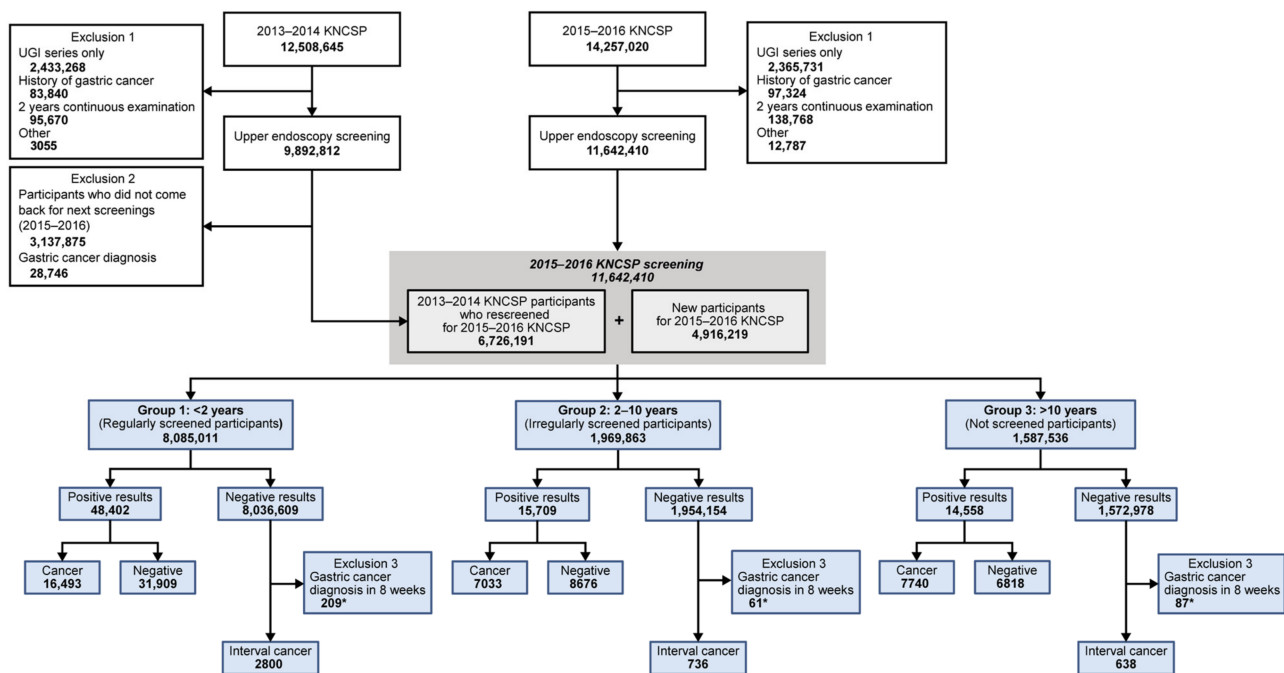 Exclusion 1
UGI series only
2,433,268
History of gastric cancer
83,840
2 years continuous examination
95,670
Other
3055
2013–2014 KNCSP
12,508,645
2015–2016 KNCSP
14,257,020
Exclusion 1
UGI series only
2,365,731
History of gastric cancer
97,324
2 years continuous examination
138,768
Other
12,787
Upper endoscopy screening
9,892,812
Upper endoscopy screening
11,642,410
Exclusion 2
Participants who did not come
back for next screenings
(2015–2016)
3,137,875
Gastric cancer diagnosis
28,746
2015–2016 KNCSP screening
11,642,410
2013–2014 KNCSP participants
who rescreened
for 2015–2016 KNCSP
6,726,191
+
New participants
for 2015–2016 KNCSP
4,916,219
Group 1: <2 years
(Regularly screened participants)
8,085,011
Group 2: 2–10 years
(Irregularly screened participants)
1,969,863
Group 3: >10 years
(Not screened participants)
1,587,536
Positive results
48,402
Negative results
8,036,609
Positive results
15,709
Negative results
1,954,154
Positive results
14,558
Negative results
1,572,978
Cancer
16,493
Negative
31,909
Exclusion 3
Gastric cancer
diagnosis in 8 weeks
209*
Cancer
7033
Negative
8676
Exclusion 3
Gastric cancer
diagnosis in 8 weeks
61*
Cancer
7740
Negative
6818
Exclusion 3
Gastric cancer
diagnosis in 8 weeks
87*
Interval cancer
2800
Interval cancer
736
Interval cancer
638